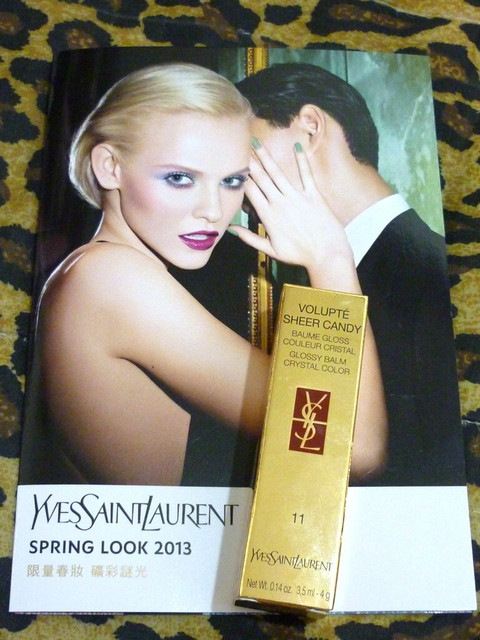 VOLUPTÉ
SHEER CANDY
BAUME GLOSS
COULEUR CRISTAL
GLOSSY BALM
CRYSTAL COLOR
YSL
11
YVESSAINTLAURENT
Net Wt. 0.14 oz. 3,5 ml - 4 g
YVESSAINTLAURENT
SPRING LOOK 2013
限量春妝 礦彩謎光